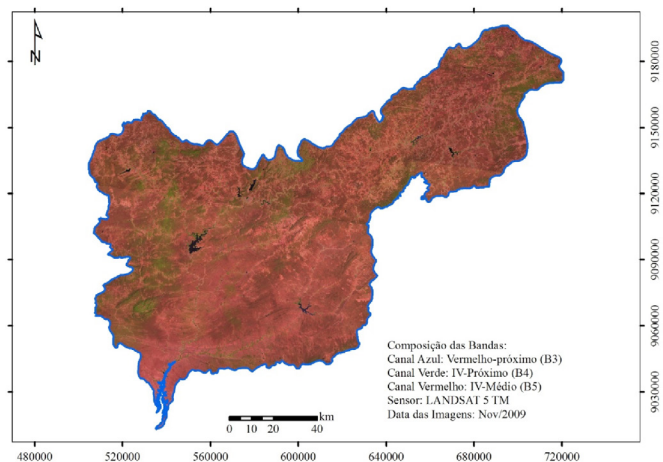 N
9180000
9150000
9120000
9090000
9060000
9030000
Composição das Bandas:
Canal Azul: Vermelho-próximo (B3)
Canal Verde: IV-Próximo (B4)
Canal Vermelho: IV-Médio (B5)
Sensor: LANDSAT 5 TM
Data das Imagens: Nov/2009
km
0 5 10 20 30 40
480000 520000 560000 600000 640000 680000 720000